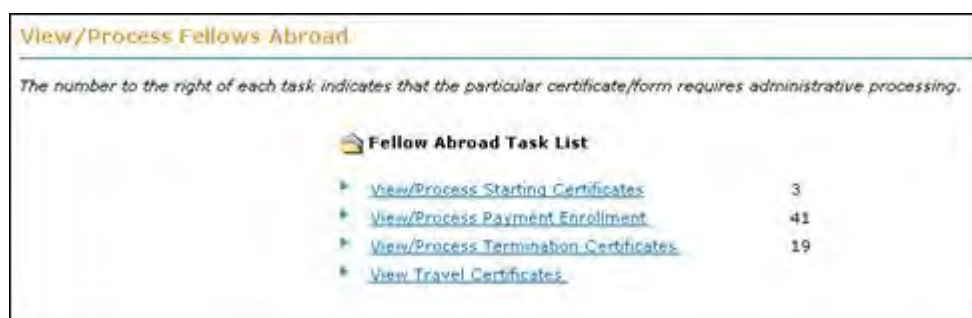 View/Process Fellows Abroad
The number to the right of each task indicates that the particular certificate/form requires administrative processing.
Fellow Abroad Task List
View/Process Starting Certificates 3
View/Process Payment Enrollment 41
View/Process Termination Certificates 19
View Travel Certificates